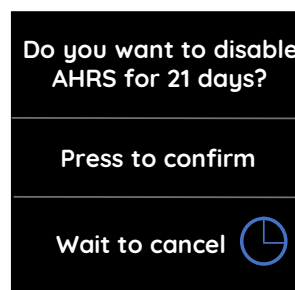 Do you want to disable
AHRS for 21 days?
Press to confirm
Wait to cancel